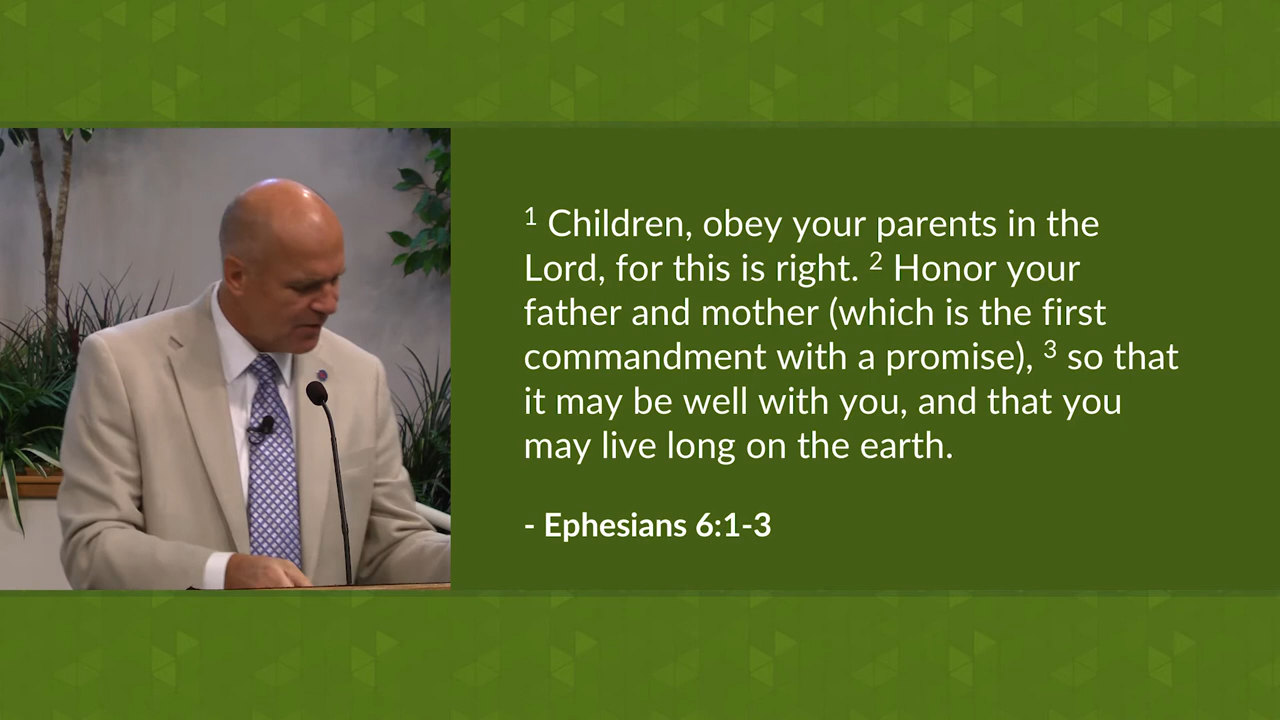 ¹ Children, obey your parents in the
Lord, for this is right. ² Honor your
father and mother (which is the first
commandment with a promise), ³ so that
it may be well with you, and that you
may live long on the earth.
- Ephesians 6:1-3